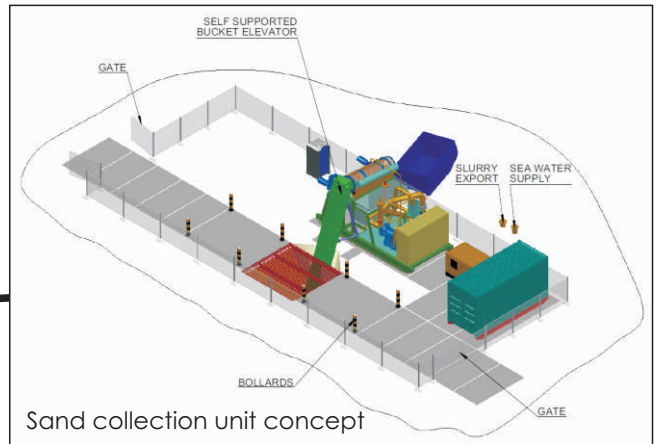 SELF SUPPORTED
BUCKET ELEVATOR
GATE
SLURRY
EXPORT
SEA WATER
SUPPLY
BOLLARDS
GATE
Sand collection unit concept